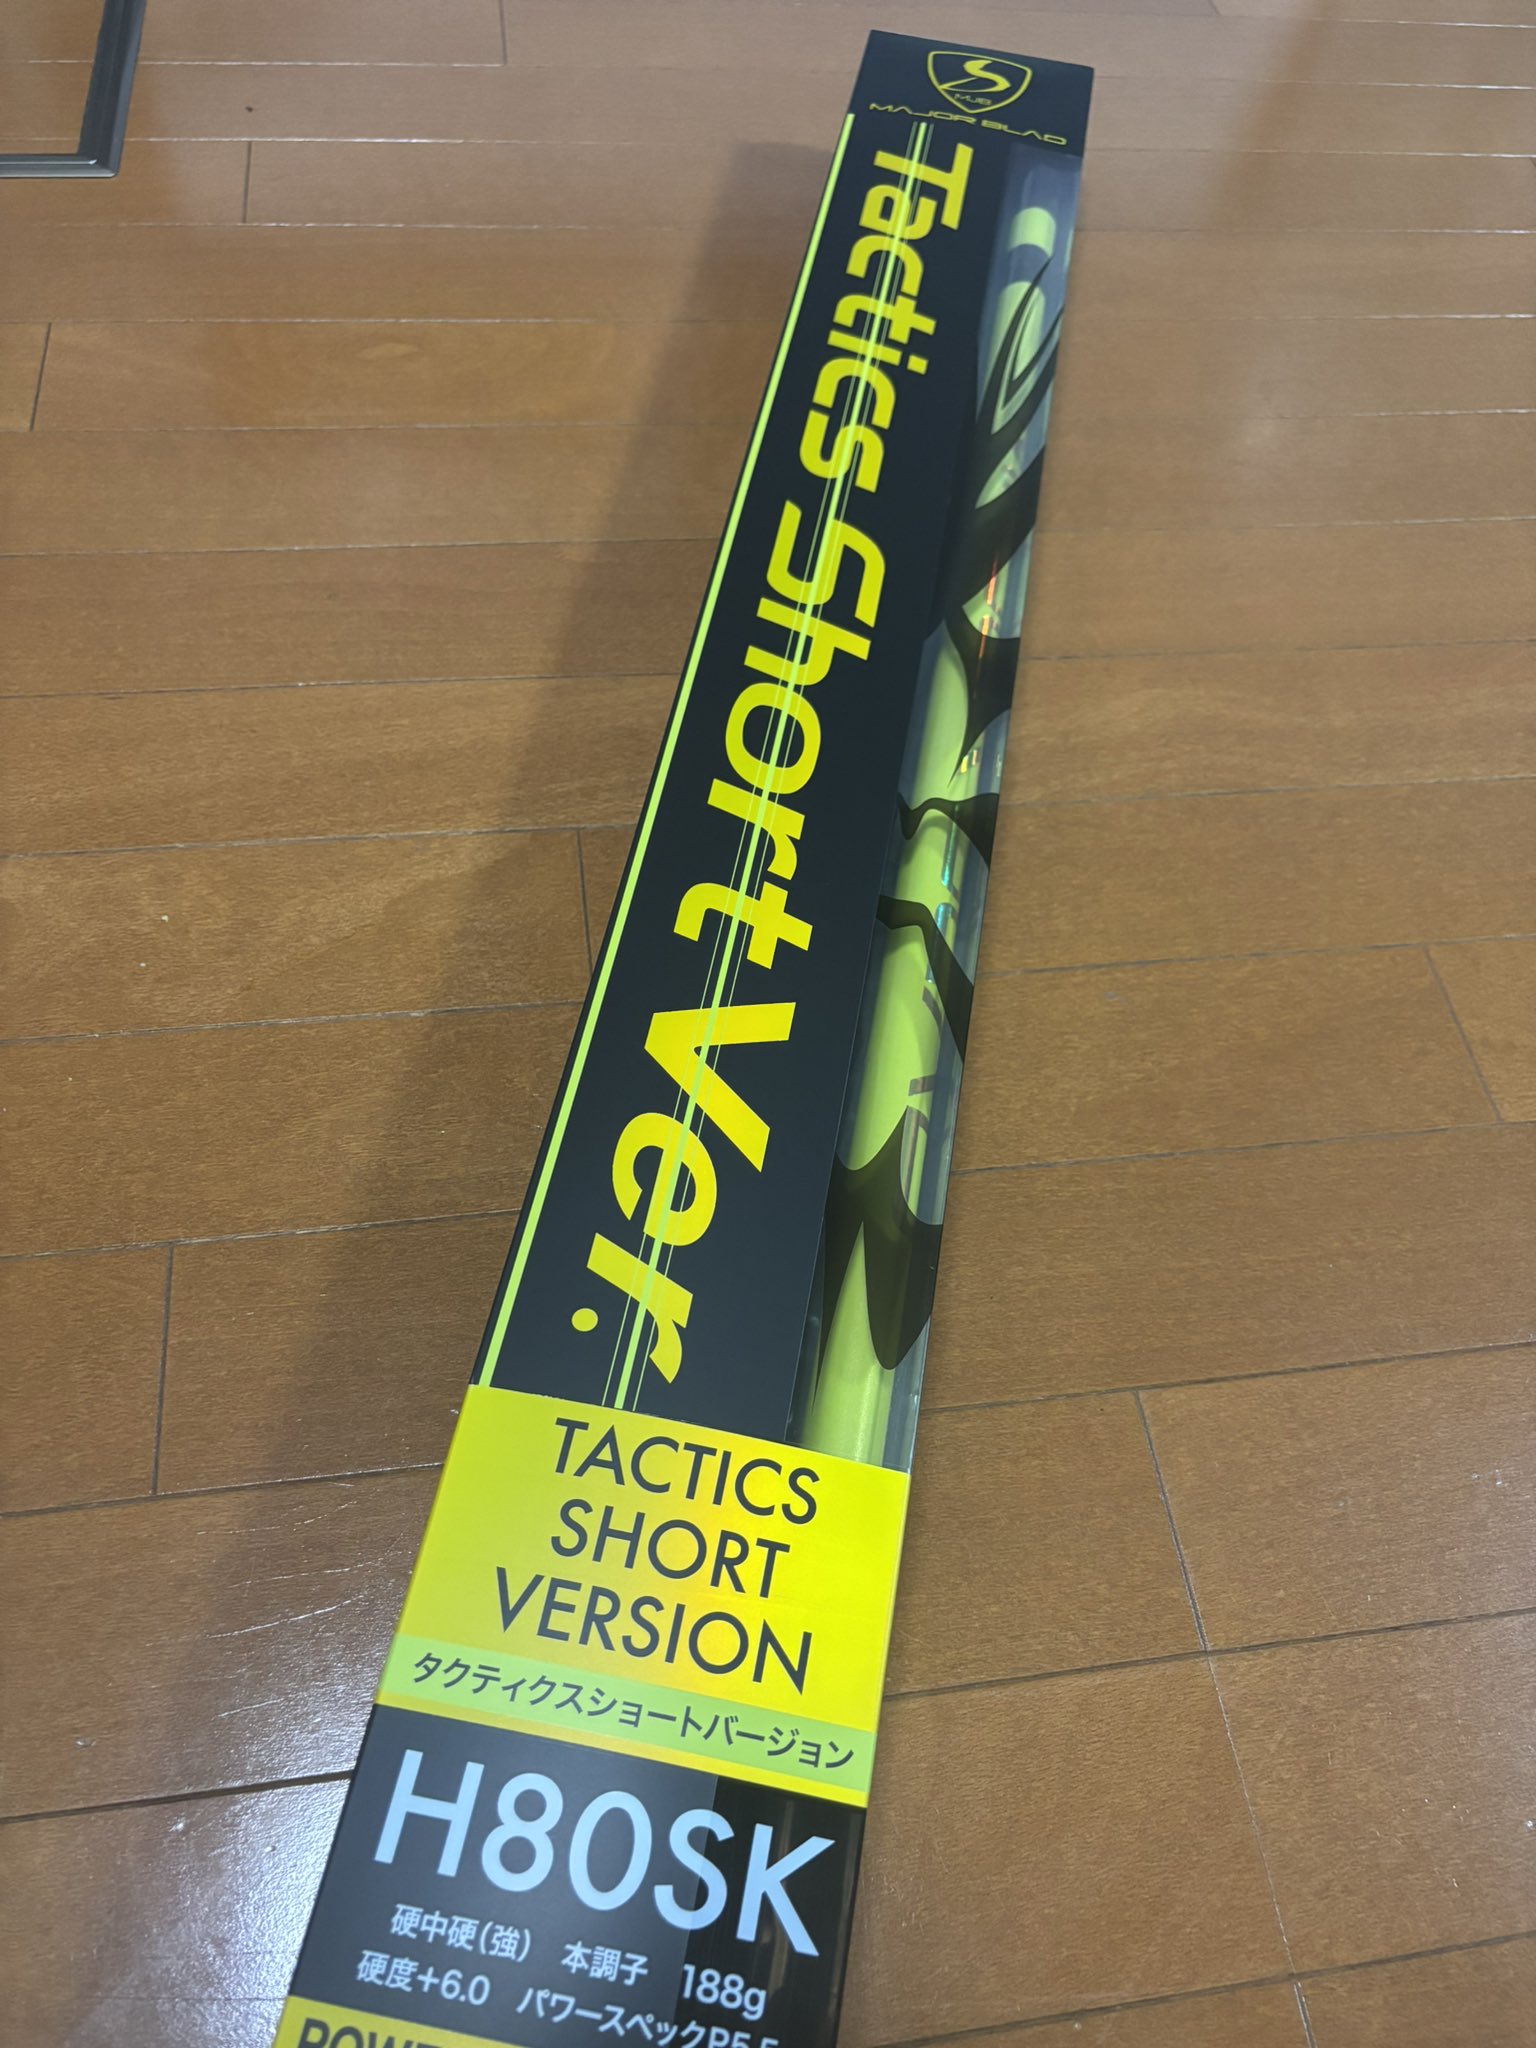 MJB
MAJOR BLAD
Tactics Short Ver.
TACTICS
SHORT
VERSION
タクティクスショートバージョン
H80SK
硬中硬(強) 本調子 188g
硬度+6.0 パワースペックP5.5